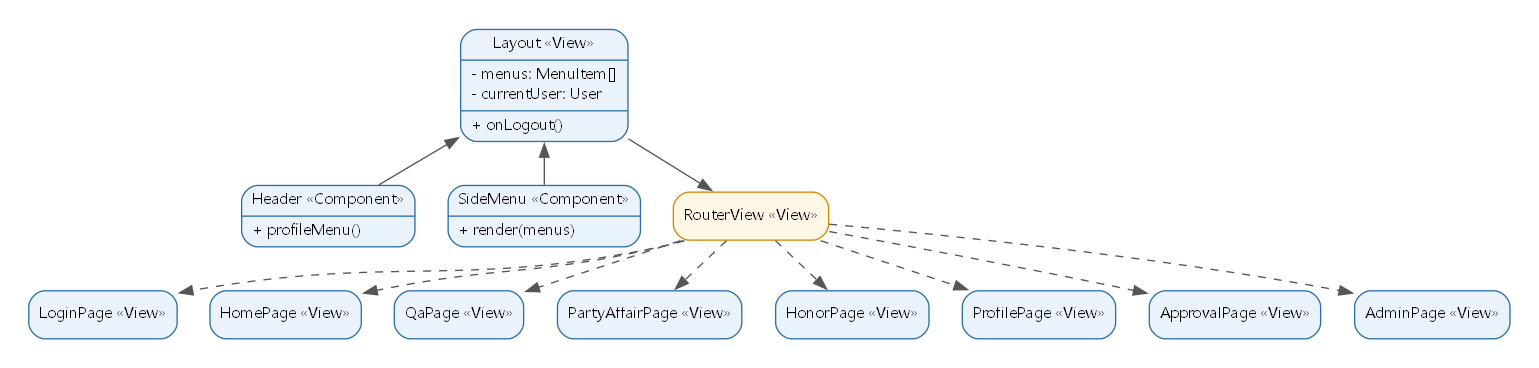 Layout «View»
- menus: MenuItem[]
- currentUser: User
+ onLogout()
Header «Component»
+ profileMenu()
SideMenu «Component»
+ render(menus)
RouterView «View»
LoginPage «View»
HomePage «View»
QaPage «View»
PartyAffairPage «View»
HonorPage «View»
ProfilePage «View»
ApprovalPage «View»
AdminPage «View»